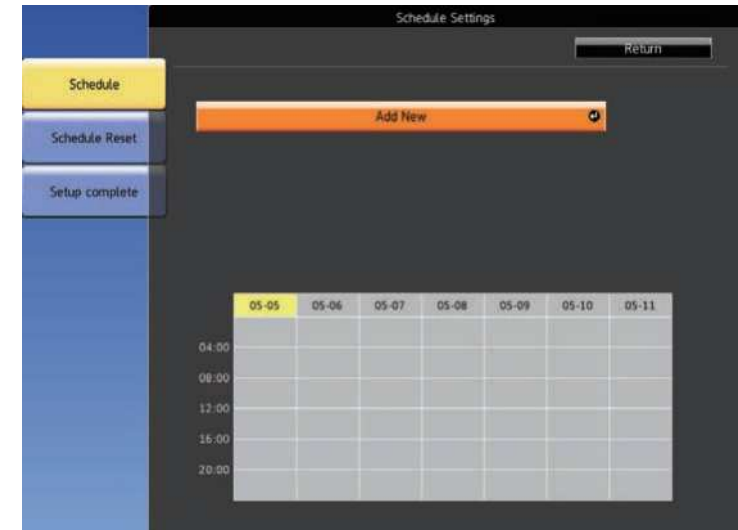 Schedule Settings
Return
Schedule
Add New
Schedule Reset
Setup complete
05-05 05-06 05-07 05-08 05-09 05-10 05-11
04:00
08:00
12:00
16:00
20:00